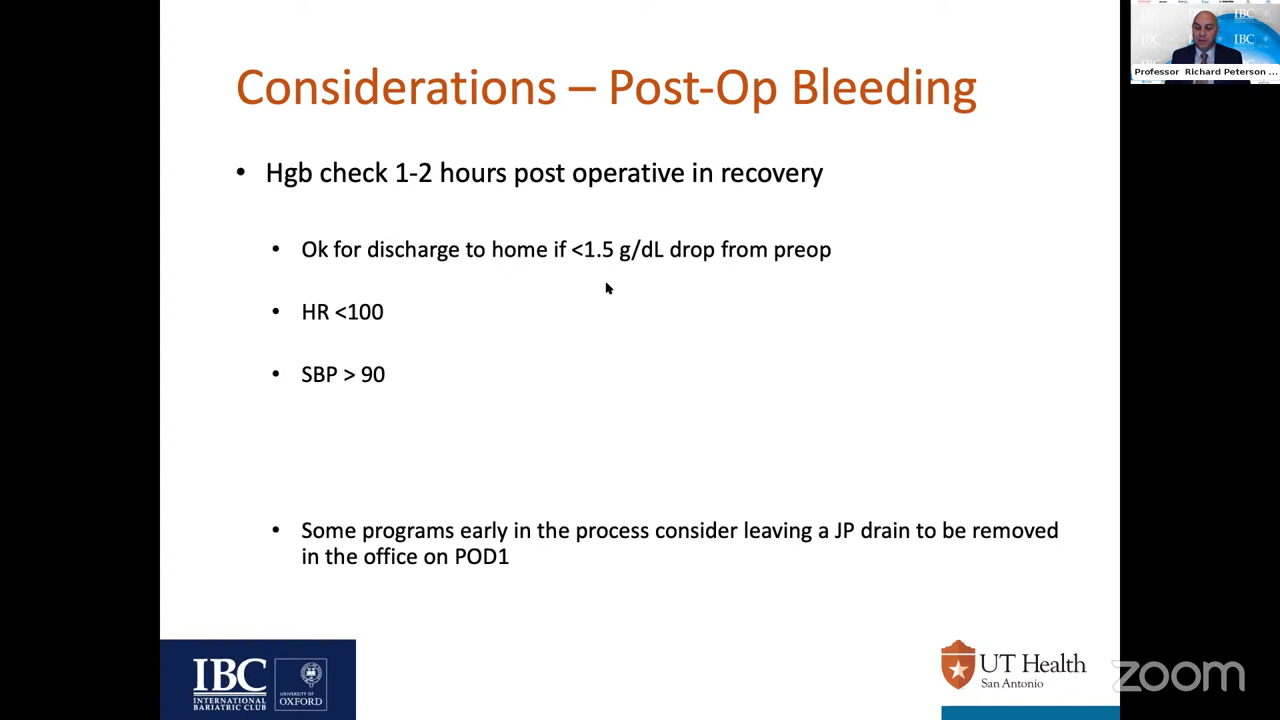 Considerations – Post-Op Bleeding
• Hgb check 1-2 hours post operative in recovery
• Ok for discharge to home if <1.5 g/dL drop from preop
• HR <100
• SBP > 90
• Some programs early in the process consider leaving a JP drain to be removed
in the office on POD1
IBC
INTERNATIONAL
BARIATRIC CLUB
UNIVERSITY OF
OXFORD
UT Health
San Antonio
zoom
IBC
IBC
Professor Richard Peterson ...